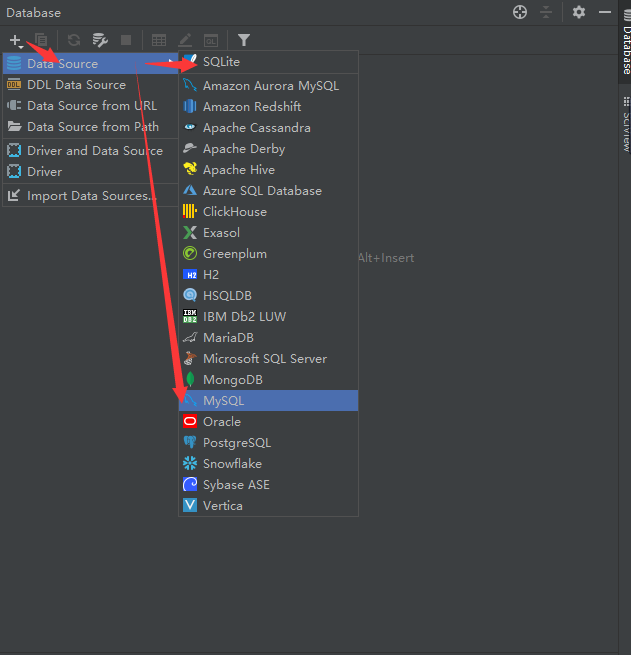 Database
Data Source
DDL Data Source
Data Source from URL
Data Source from Path
Driver and Data Source
Driver
Import Data Sources...
SQLite
Amazon Aurora MySQL
Amazon Redshift
Apache Cassandra
Apache Derby
Apache Hive
Azure SQL Database
ClickHouse
Exasol
Greenplum
H2
H2
HSQLDB
IBM
DB2
IBM Db2 LUW
MariaDB
Microsoft SQL Server
MongoDB
MySQL
Oracle
PostgreSQL
Snowflake
Sybase ASE
Vertica
Alt+Insert
Database
SciView